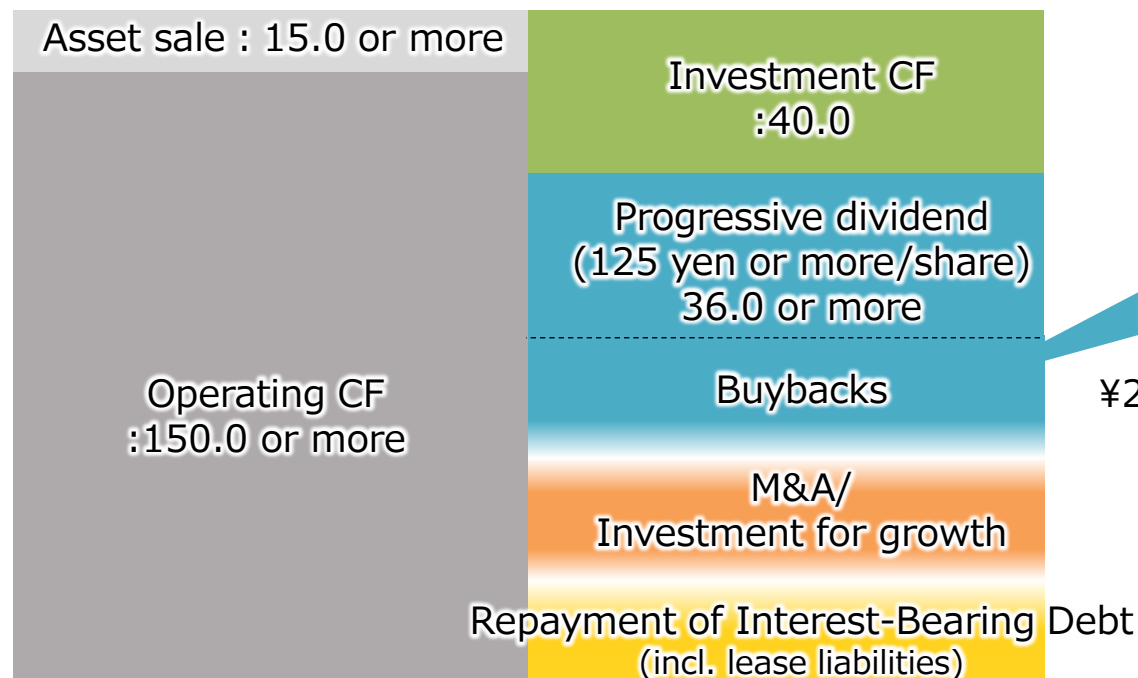 Asset sale : 15.0 or more
Operating CF
:150.0 or more
Investment CF
:40.0
Progressive dividend
(125 yen or more/share)
36.0 or more
Buybacks
¥2
M&A/
Investment for growth
Repayment of Interest-Bearing Debt
(incl. lease liabilities)